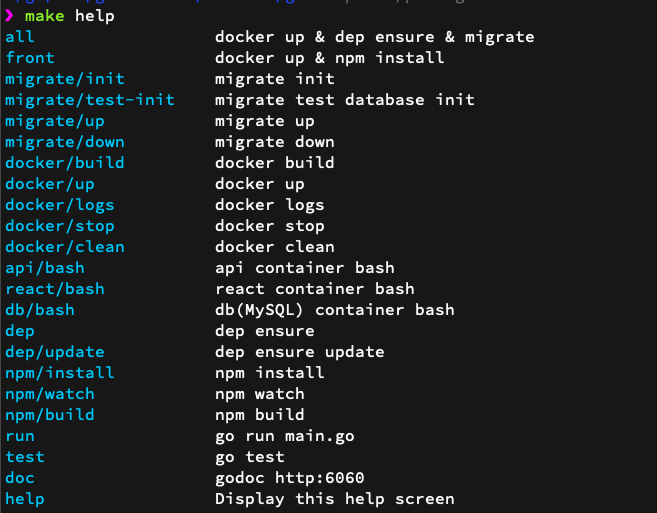 ❯ make help
all docker up & dep ensure & migrate
front docker up & npm install
migrate/init migrate init
migrate/test-init migrate test database init
migrate/up migrate up
migrate/down migrate down
docker/build docker build
docker/up docker up
docker/logs docker logs
docker/stop docker stop
docker/clean docker clean
api/bash api container bash
react/bash react container bash
db/bash db(MySQL) container bash
dep dep ensure
dep/update dep ensure update
npm/install npm install
npm/watch npm watch
npm/build npm build
run go run main.go
test go test
doc godoc http:6060
help Display this help screen